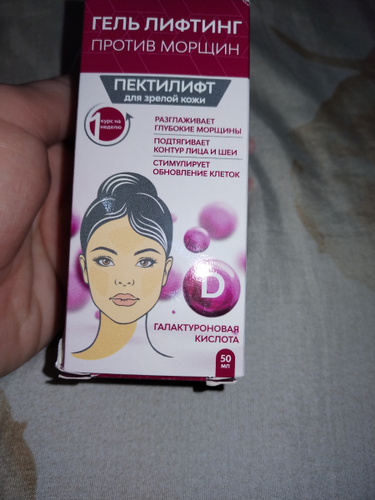 ГЕЛЬ ЛИФТИНГ
ПРОТИВ МОРЩИН
ПЕКТИЛИФТ
для зрелой кожи
1 курс на
неделю
РАЗГЛАЖИВАЕТ
ГЛУБОКИЕ МОРЩИНЫ
ПОДТЯГИВАЕТ
КОНТУР ЛИЦА И ШЕИ
СТИМУЛИРУЕТ
ОБНОВЛЕНИЕ КЛЕТОК
D
ГАЛАКТУРОНОВАЯ
КИСЛОТА
50
МЛ